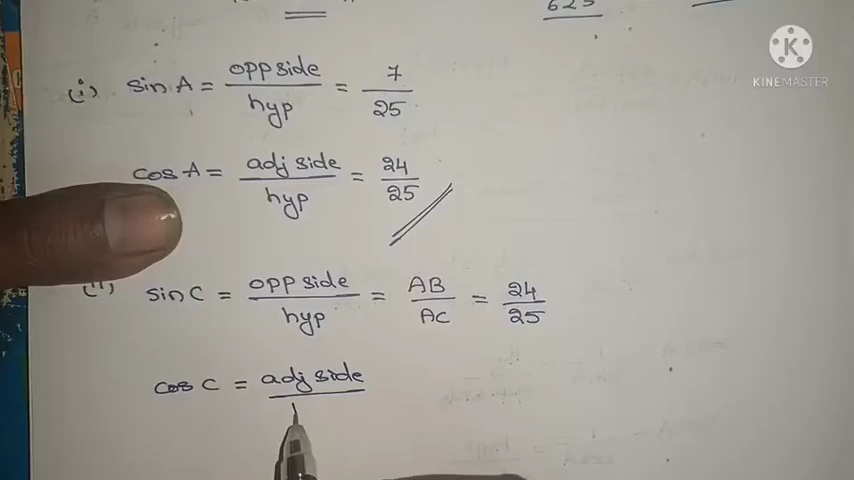 625
K
KINEMASTER
(i) sin A = opp side / hyp = 7 / 25
cos A = adj side / hyp = 24 / 25
(ii) sin C = opp side / hyp = AB / AC = 24 / 25
cos C = adj side